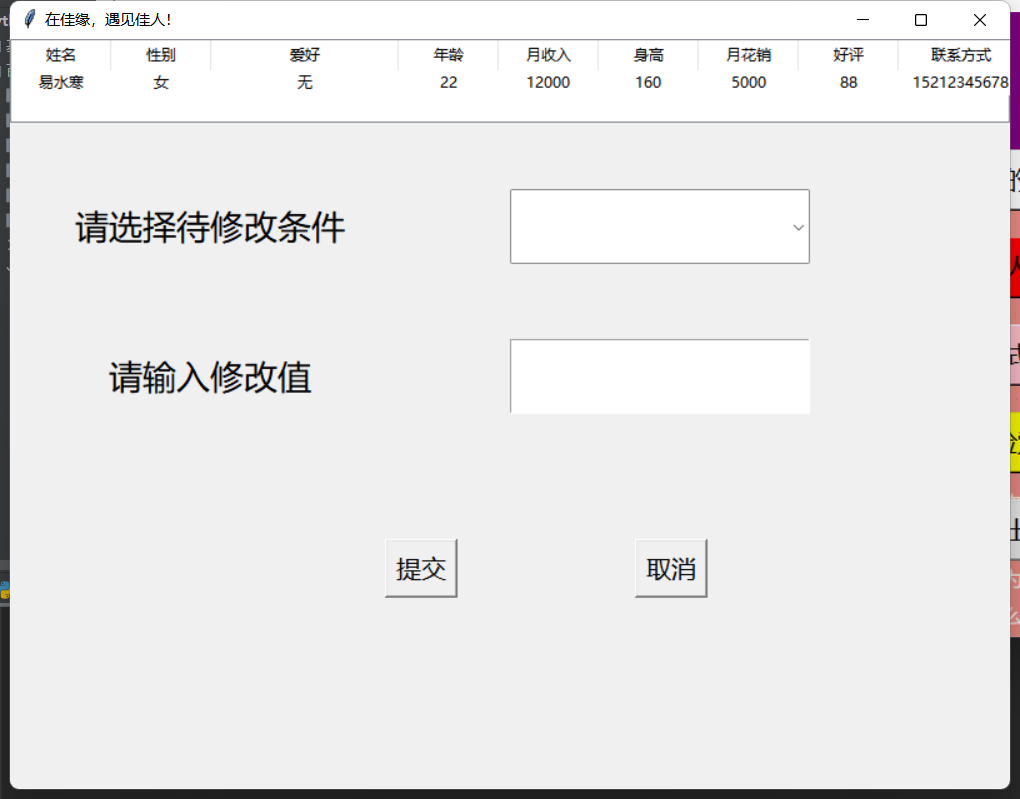 在佳缘，遇见佳人！
姓名 性别 爱好 年龄 月收入 身高 月花销 好评 联系方式
易水寒 女 无 22 12000 160 5000 88 15212345678
请选择待修改条件
请输入修改值
提交 取消